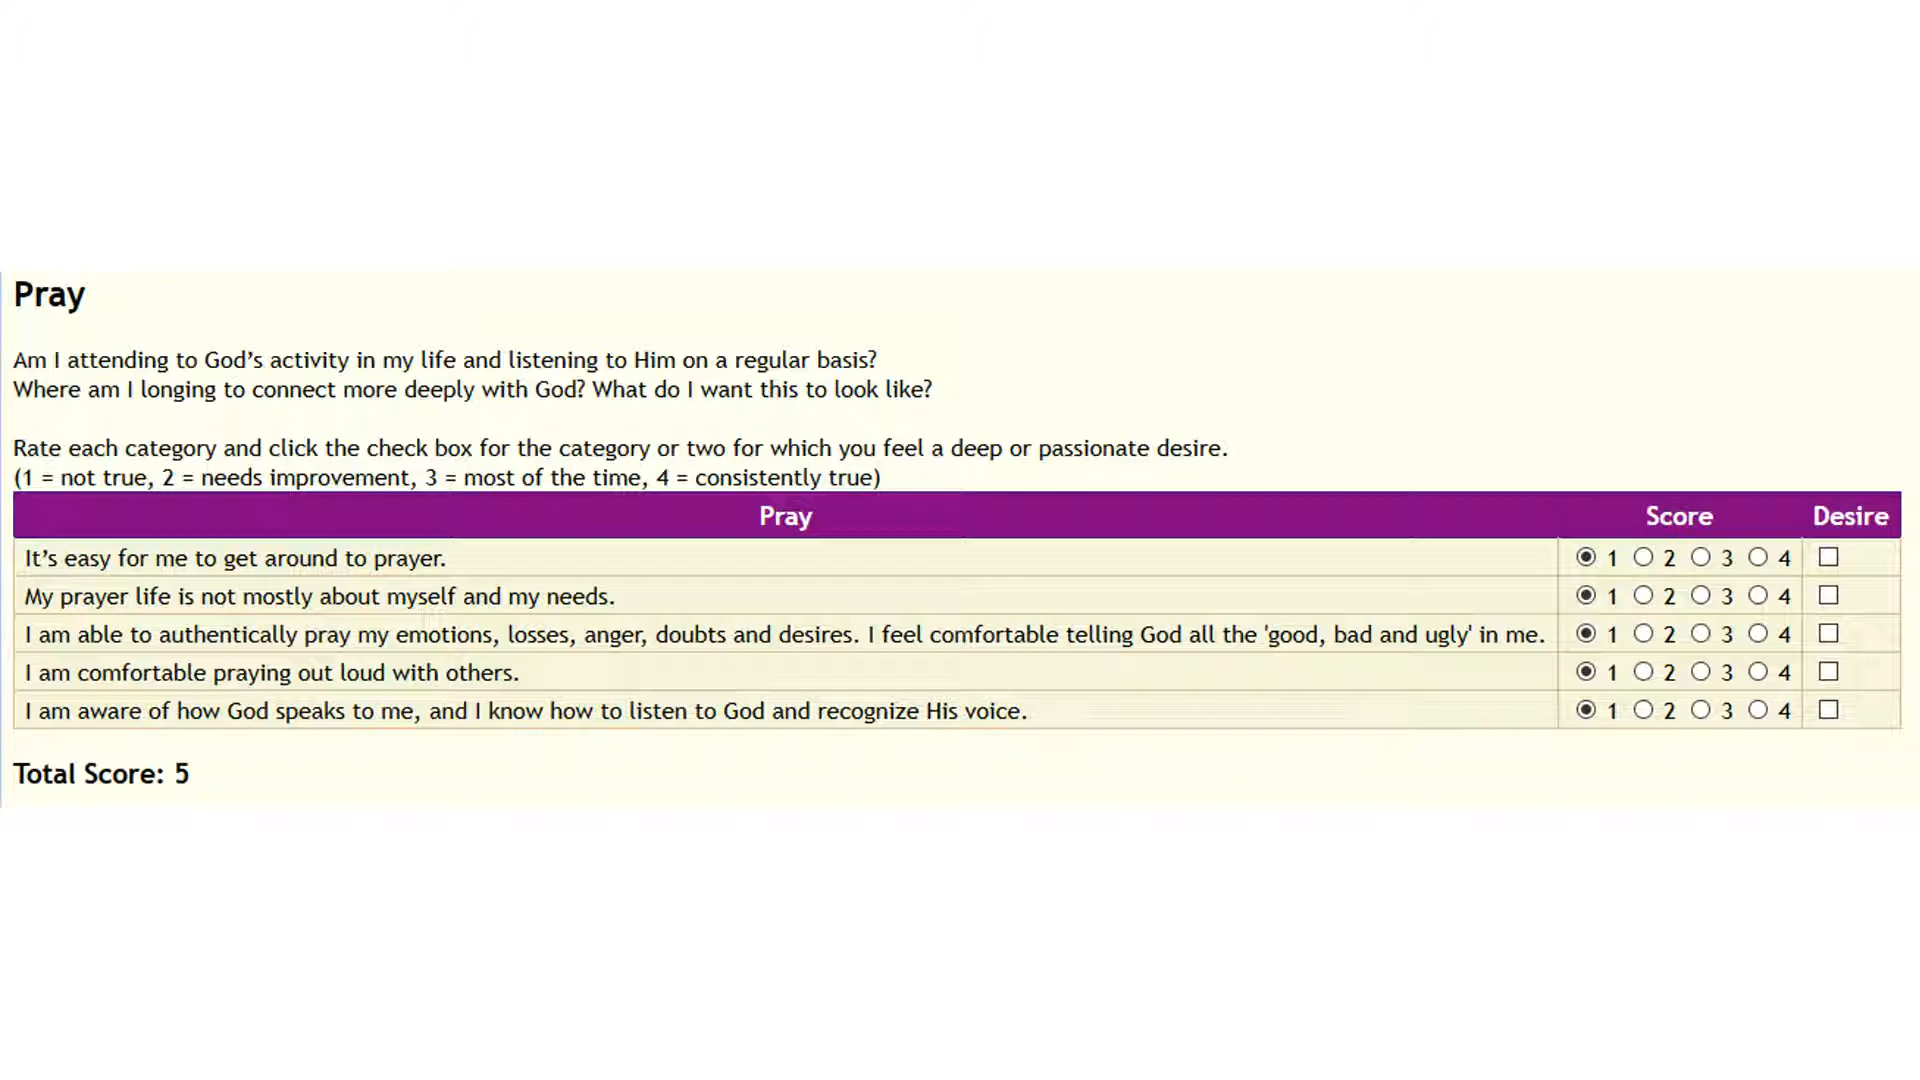 Pray
Am I attending to God’s activity in my life and listening to Him on a regular basis?
Where am I longing to connect more deeply with God? What do I want this to look like?
Rate each category and click the check box for the category or two for which you feel a deep or passionate desire.
(1 = not true, 2 = needs improvement, 3 = most of the time, 4 = consistently true)
Pray Score Desire
It’s easy for me to get around to prayer. 1 2 3 4
My prayer life is not mostly about myself and my needs. 1 2 3 4
I am able to authentically pray my emotions, losses, anger, doubts and desires. I feel comfortable telling God all the 'good, bad and ugly' in me. 1 2 3 4
I am comfortable praying out loud with others. 1 2 3 4
I am aware of how God speaks to me, and I know how to listen to God and recognize His voice. 1 2 3 4
Total Score: 5